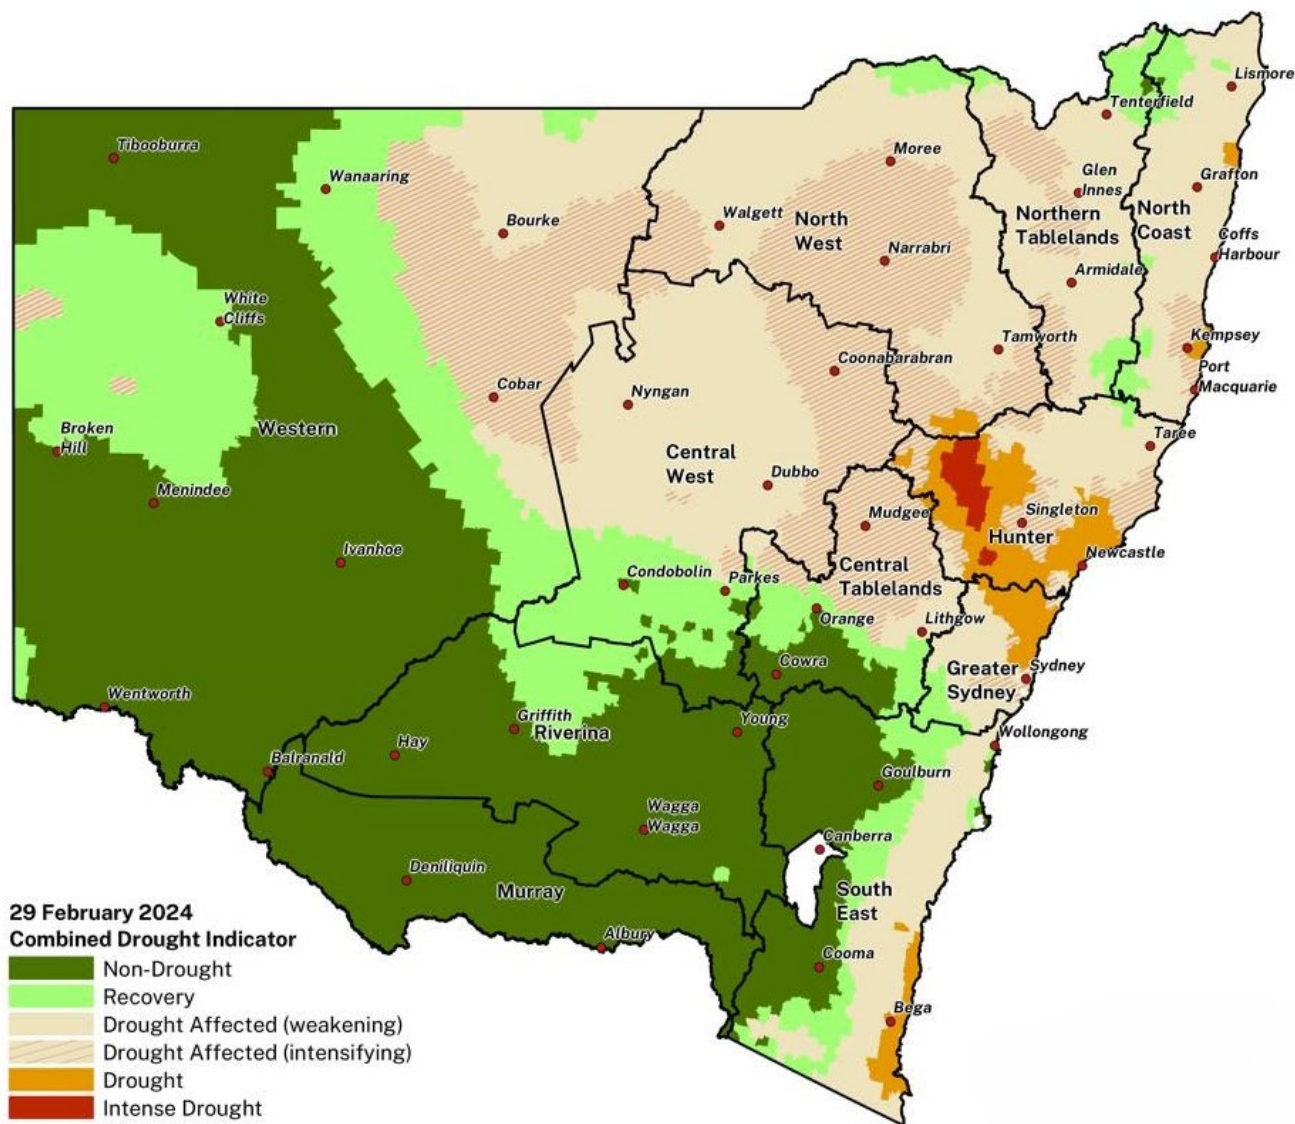 Lismore
Tenterfield
Tibooburra
Moree
Wanaaring
Glen
Innes
Grafton
Bourke
Walgett
North
West
Northern
Tablelands
North
Coast
Narrabri
Coffs
Harbour
Armidale
White
Cliffs
Kempsey
Tamworth
Coonabarabran
Port
Macquarie
Cobar
Nyngan
Broken
Hill
Western
Taree
Central
West
Dubbo
Menindee
Mudgee
Singleton
Hunter
Ivanhoe
Newcastle
Central
Tablelands
Condobolin
Parkes
Orange
Lithgow
Cowra
Greater
Sydney
Sydney
Wentworth
Griffith
Riverina
Young
Wollongong
Hay
Balranald
Goulburn
Wagga
Wagga
Canberra
Deniliquin
Murray
South
East
Albury
Cooma
Bega
29 February 2024
Combined Drought Indicator
Non-Drought
Recovery
Drought Affected (weakening)
Drought Affected (intensifying)
Drought
Intense Drought